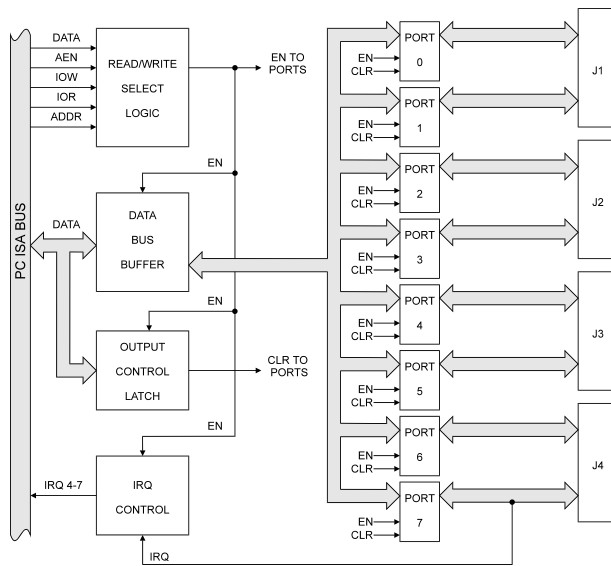 DATA
AEN
IOW
IOR
ADDR
READ/WRITE
SELECT
LOGIC
EN TO
PORTS
EN
PC ISA BUS
DATA
DATA
BUS
BUFFER
EN
OUTPUT
CONTROL
LATCH
CLR TO
PORTS
EN
IRQ 4-7
IRQ
CONTROL
IRQ
PORT
0
EN
CLR
PORT
1
EN
CLR
J1
PORT
2
EN
CLR
PORT
3
EN
CLR
J2
PORT
4
EN
CLR
PORT
5
EN
CLR
J3
PORT
6
EN
CLR
PORT
7
EN
CLR
J4